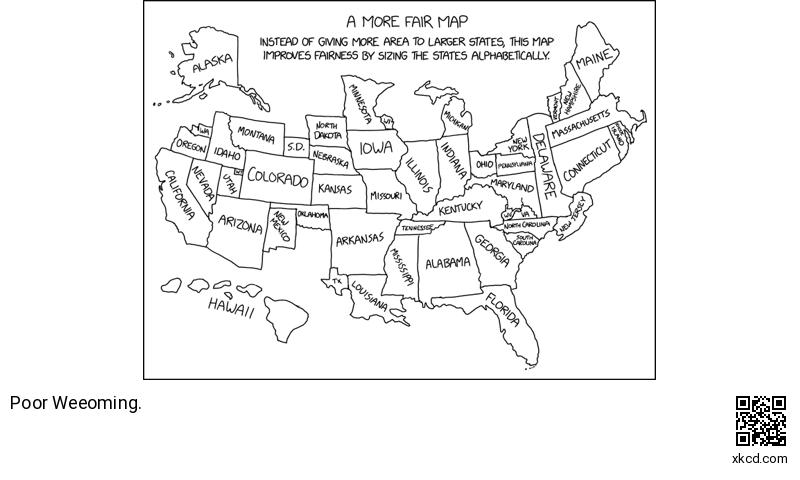 A MORE FAIR MAP
INSTEAD OF GIVING MORE AREA TO LARGER STATES, THIS MAP
IMPROVES FAIRNESS BY SIZING THE STATES ALPHABETICALLY.
ALASKA
MAINE
VERMONT
NEW
HAMPSHIRE
MINNESOTA
MICHIGAN
MASSACHUSETTS
RHODE
ISLAND
CONNECTICUT
WA
OREGON
IDAHO
MONTANA
NORTH
DAKOTA
S.D.
NEBRASKA
IOWA
WI
ILLINOIS
INDIANA
OHIO
NEW
YORK
PENNSYLVANIA
DELAWARE
MARYLAND
NEW JERSEY
CALIFORNIA
NEVADA
UTAH
COLORADO
KANSAS
MISSOURI
KENTUCKY
WV
VA
NORTH CAROLINA
SOUTH
CAROLINA
TENNESSEE
ARIZONA
NEW
MEXICO
OKLAHOMA
ARKANSAS
MISSISSIPPI
ALABAMA
GEORGIA
TX
LOUISIANA
FLORIDA
HAWAII
Poor Weeoming.
xkcd.com